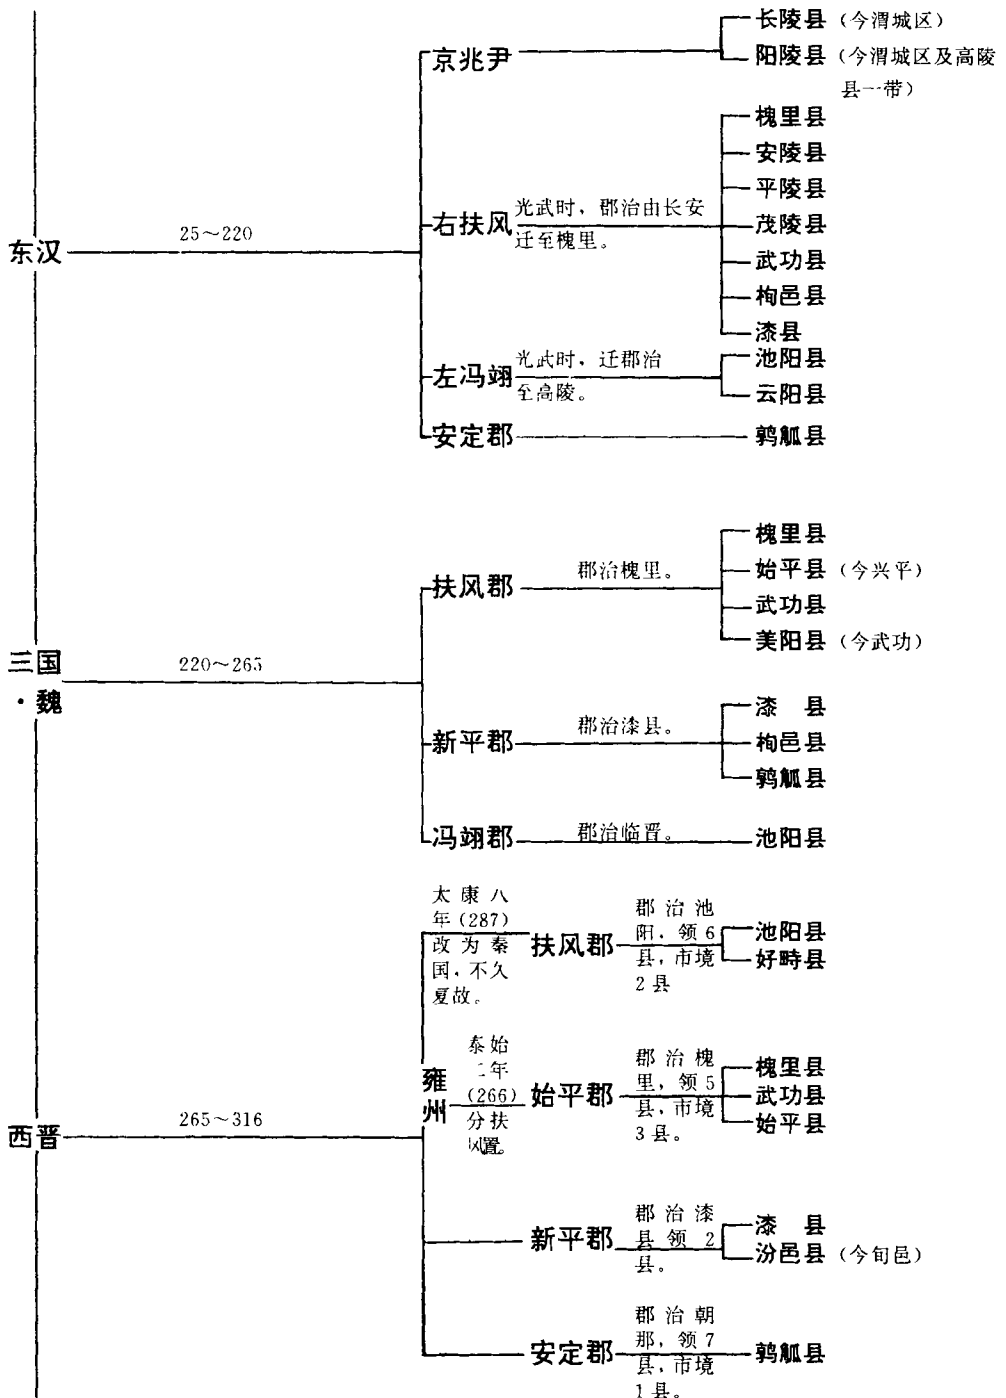 东汉
25～220
京兆尹
长陵县（今渭城区）
阳陵县（今渭城区及高陵
县一带）
右扶风
光武时，郡治由长安
迁至槐里。
槐里县
安陵县
平陵县
茂陵县
武功县
栒邑县
漆县
左冯翊
光武时，迁郡治
至高陵。
池阳县
云阳县
安定郡
鹑觚县
三国
·魏
220～265
扶风郡
郡治槐里。
槐里县
始平县（今兴平）
武功县
美阳县（今武功）
新平郡
郡治漆县。
漆 县
栒邑县
鹑觚县
冯翊郡
郡治临晋。
池阳县
西晋
265～316
雍
州
太康八
年(287)
改为秦
国，不久
复故。
扶风郡
郡治池
阳，领6
县，市境
2县
池阳县
好畤县
泰始
二年
(266)
分扶
风置。
始平郡
郡治槐
里，领5
县，市境
3县。
槐里县
武功县
始平县
新平郡
郡治漆
县领2
县。
漆 县
汾邑县（今旬邑）
安定郡
郡治朝
那，领7
县，市境
1县。
鹑觚县